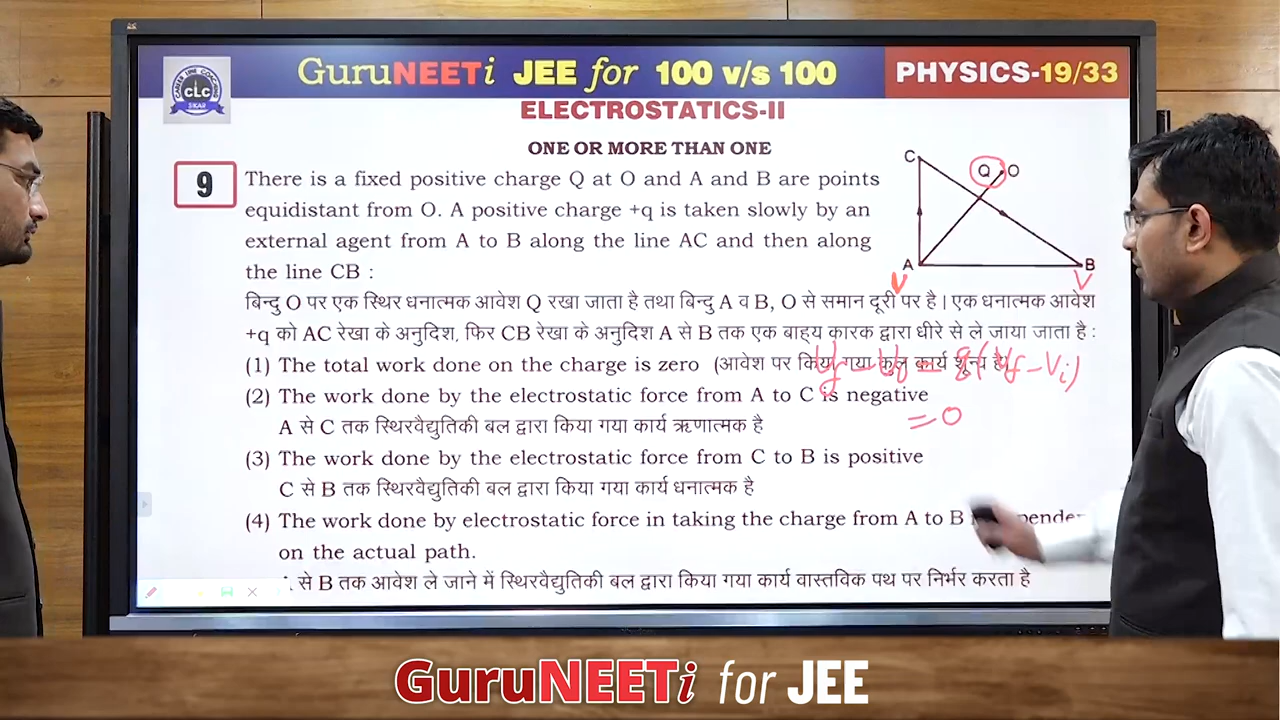 GuruNEETi JEE for 100 v/s 100
PHYSICS-19/33
CLC
SIKAR
ELECTROSTATICS-II
ONE OR MORE THAN ONE
9
There is a fixed positive charge Q at O and A and B are points
equidistant from O. A positive charge +q is taken slowly by an
external agent from A to B along the line AC and then along
the line CB :
C
Q
O
A
B
V
V
बिन्दु O पर एक स्थिर धनात्मक आवेश Q रखा जाता है तथा बिन्दु A व B, O से समान दूरी पर है। एक धनात्मक आवेश
+q को AC रेखा के अनुदिश, फिर CB रेखा के अनुदिश A से B तक एक बाह्य कारक द्वारा धीरे से ले जाया जाता है :
(1) The total work done on the charge is zero (आवेश पर किया गया कुल कार्य शून्य है)
= 0
(2) The work done by the electrostatic force from A to C is negative
A से C तक स्थिरवैद्युतिकी बल द्वारा किया गया कार्य ऋणात्मक है
(3) The work done by the electrostatic force from C to B is positive
C से B तक स्थिरवैद्युतिकी बल द्वारा किया गया कार्य धनात्मक है
(4) The work done by electrostatic force in taking the charge from A to B
on the actual path.
से B तक आवेश ले जाने में स्थिरवैद्युतिकी बल द्वारा किया गया कार्य वास्तविक पथ पर निर्भर करता है
GuruNEETi for JEE